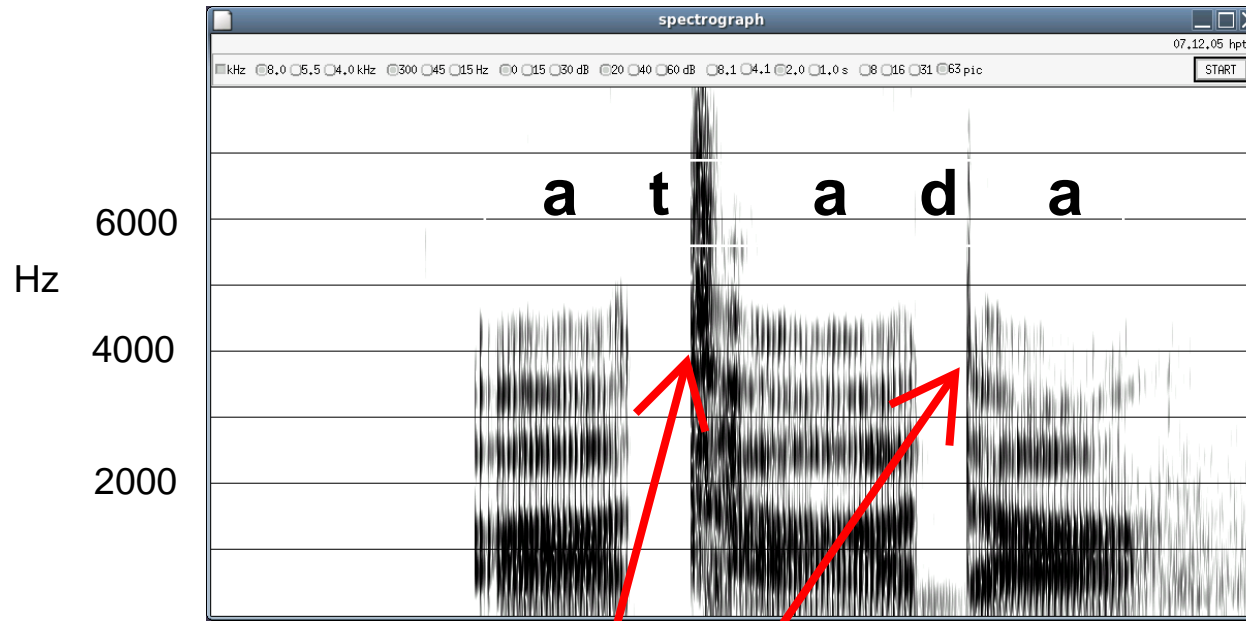 spectrograph
07.12.05 hpt
kHz 8.0 5.5 4.0 kHz 300 45 15 Hz 0 15 30 dB 20 40 60 dB 8.1 4.1 2.0 1.0 s 8 16 31 63 pic
START
a t a d a
6000
Hz
4000
2000